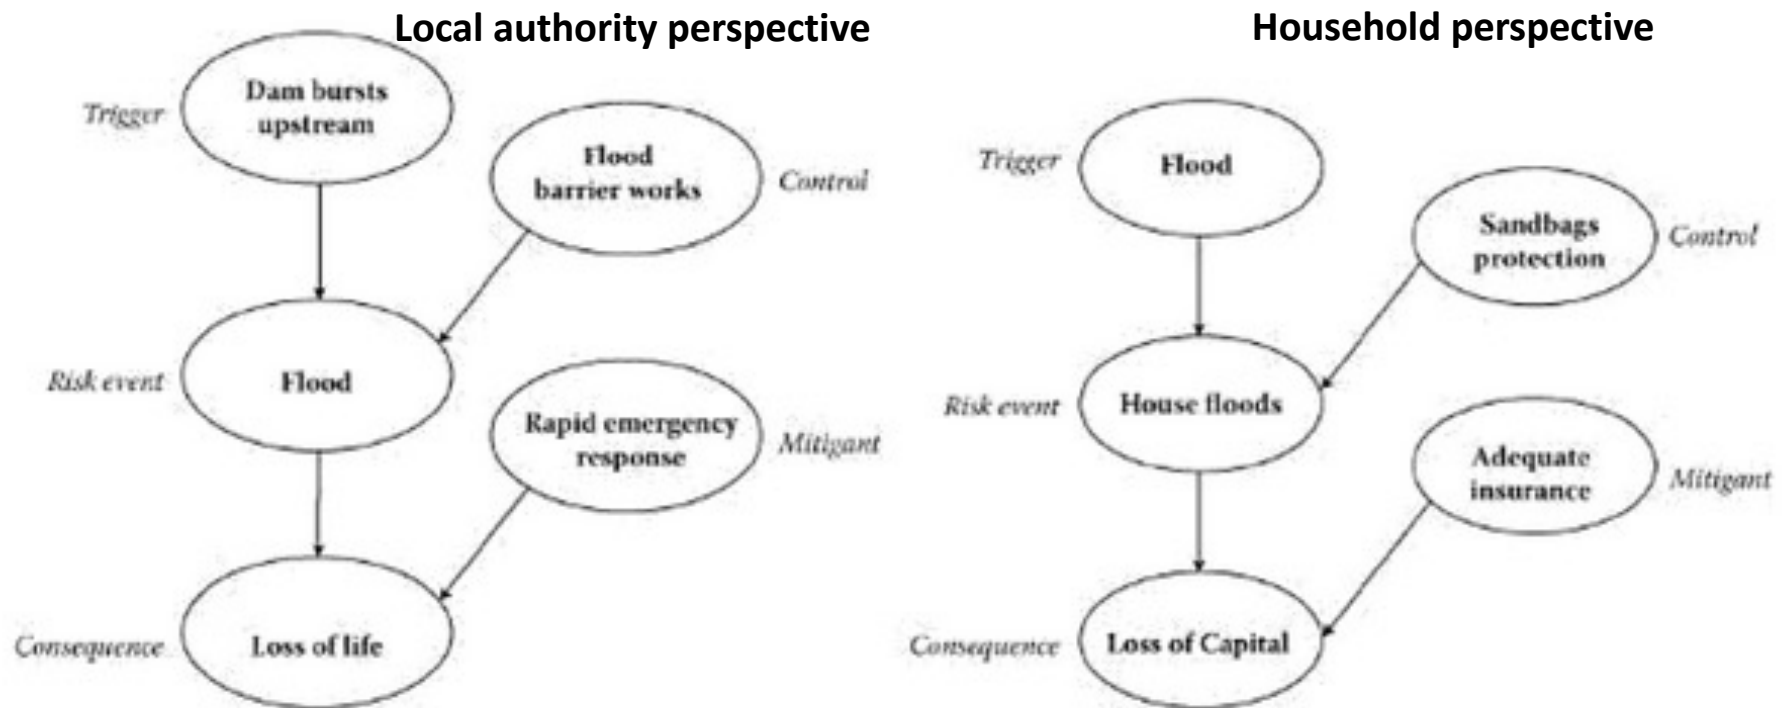 Local authority perspective
Trigger
Dam bursts
upstream
Flood
barrier works
Control
Risk event
Flood
Rapid emergency
response
Mitigant
Consequence
Loss of life
Household perspective
Trigger
Flood
Sandbags
protection
Control
Risk event
House floods
Adequate
insurance
Mitigant
Consequence
Loss of Capital